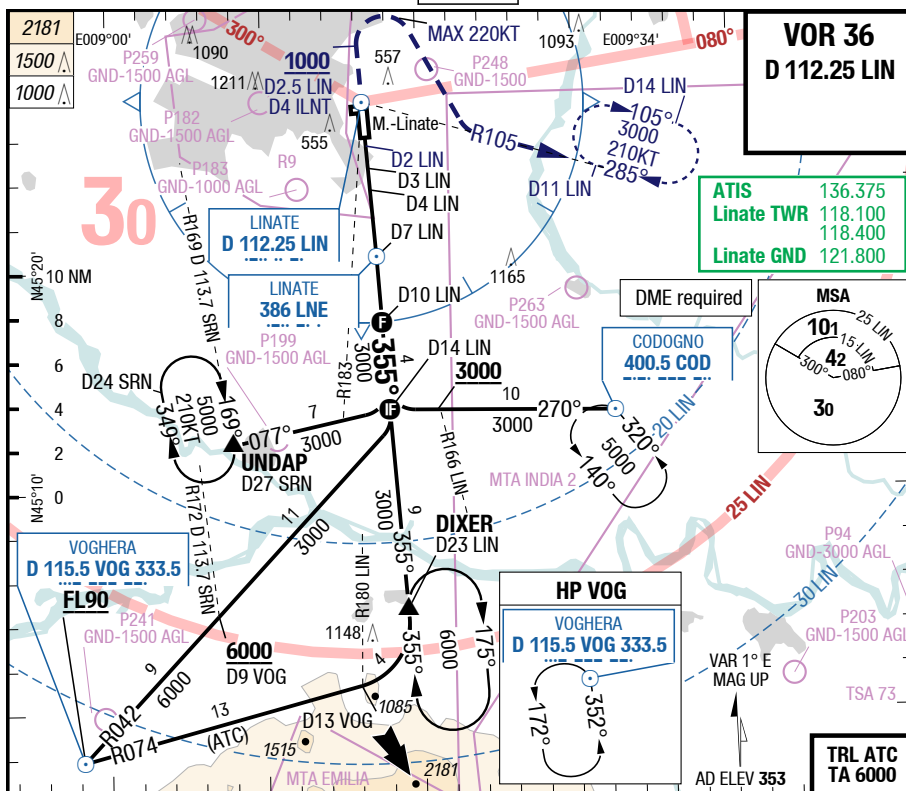 2181
1500
1000
E009°00'
P259
GND-1500 AGL
1090
300°
1211
P182
GND-1500 AGL
555
P183
GND-1000 AGL
R9
30
1000
D2.5 LIN
D4 ILNT
557
MAX 220KT
P248
GND-1500
1093
E009°34'
080°
D14 LIN
105°
3000
210KT
285°
R105
D11 LIN
M.-Linate
D2 LIN
D3 LIN
D4 LIN
D7 LIN
D10 LIN
VOR 36
D 112.25 LIN
ATIS 136.375
Linate TWR 118.100
118.400
Linate GND 121.800
LINATE
D 112.25 LIN
LINATE
386 LNE
R169 D 113.7 SRN
N45°20'
10 NM
8
6
4
2
0
N45°10'
1165
P263
GND-1500 AGL
DME required
MSA
25 LIN
101
15 LIN
42
300°
080°
30
P199
GND-1500 AGL
R183
3000
F
355°
4
D14 LIN
3000
IF
CODOGNO
400.5 COD
10
3000
270°
20 LIN
320°
5000
140°
D24 SRN
169°
5000
210KT
349°
077°
7
3000
UNDAP
D27 SRN
R172 D 113.7 SRN
R166 LIN
MTA INDIA 2
25 LIN
11
3000
9
3000
355°
DIXER
D23 LIN
R180 LIN
P94
GND-3000 AGL
30 LIN
VOGHERA
D 115.5 VOG 333.5
FL90
P241
GND-1500 AGL
6000
D9 VOG
1148
355°
6000
175°
4
HP VOG
VOGHERA
D 115.5 VOG 333.5
172°
352°
P203
GND-1500 AGL
VAR 1° E
MAG UP
TSA 73
9
6000
R042
R074
13
(ATC)
D13 VOG
1085
1515
2181
MTA EMILIA
AD ELEV 353
TRL ATC
TA 6000